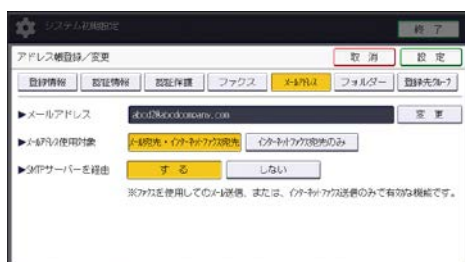 システム初期設定 終 了
アドレス帳登録／変更 取 消 設 定
登録情報 認証情報 認証保護 ファクス ﾒｰﾙｱﾄﾞﾚｽ フォルダー 登録先ｸﾞﾙｰﾌﾟ
▶メールアドレス abcd2@abcdcompany.com 変 更
▶ﾒｰﾙｱﾄﾞﾚｽ使用対象 ﾒｰﾙ宛先・ｲﾝﾀｰﾈｯﾄﾌｧｸｽ宛先 ｲﾝﾀｰﾈｯﾄﾌｧｸｽ宛先のみ
▶SMTPサーバーを経由 す る しない
※ﾌｧｸｽを使用してのﾒｰﾙ送信、または、ｲﾝﾀｰﾈｯﾄﾌｧｸｽ送信のみで有効な機能です。